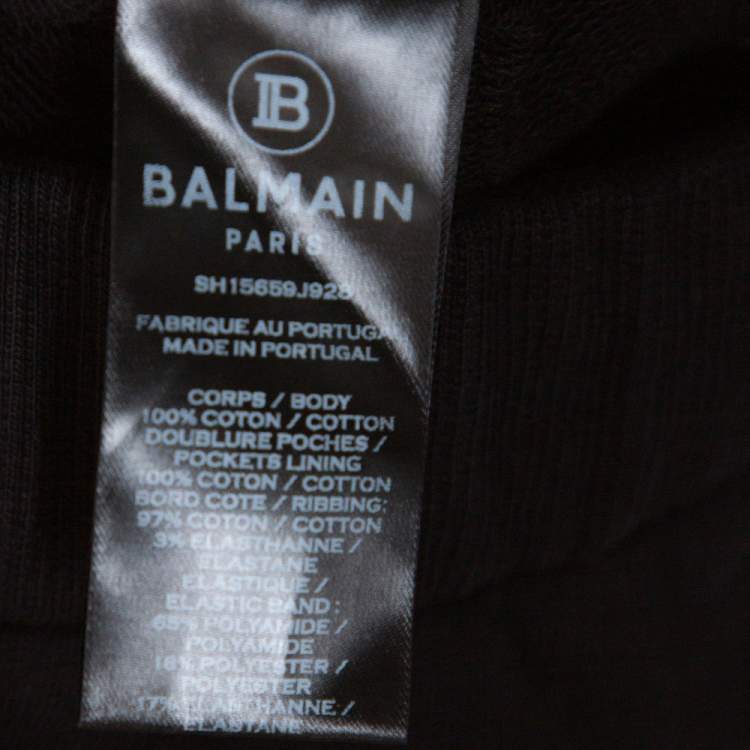 B
BALMAIN
PARIS
SH15659J928
FABRIQUE AU PORTUGAL
MADE IN PORTUGAL
CORPS / BODY
100% COTON / COTTON
DOUBLURE POCHES /
POCKETS LINING
100% COTON / COTTON
BORD COTE / RIBBING:
97% COTON / COTTON
3% ELASTHANNE /
ELASTANE
ELASTIQUE /
ELASTIC BAND :
POLYAMIDE /
POLYAMIDE
POLYESTER /
POLYESTER
17% ELASTHANNE /
ELASTANE